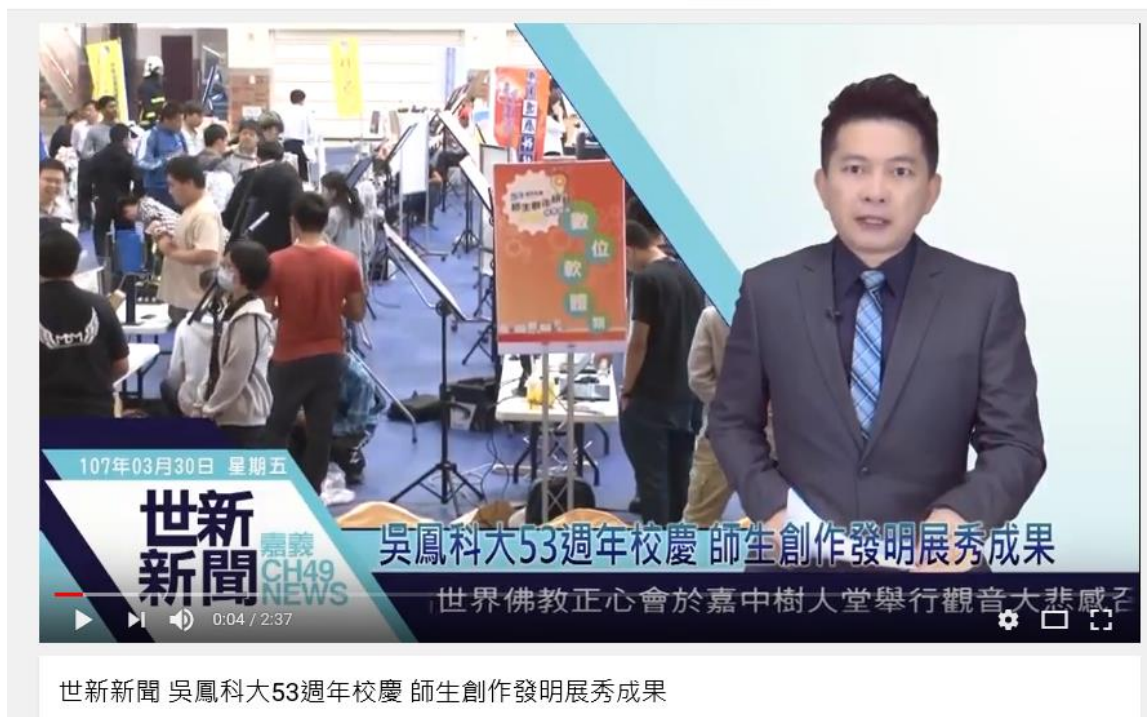 數
位
軟
體
107年03月30日 星期五
世新
新聞
嘉義
CH49
NEWS
吳鳳科大53週年校慶 師生創作發明展秀成果
世界佛教正心會於嘉中樹人堂舉行觀音大悲感召
0:04 / 2:37
世新新聞 吳鳳科大53週年校慶 師生創作發明展秀成果